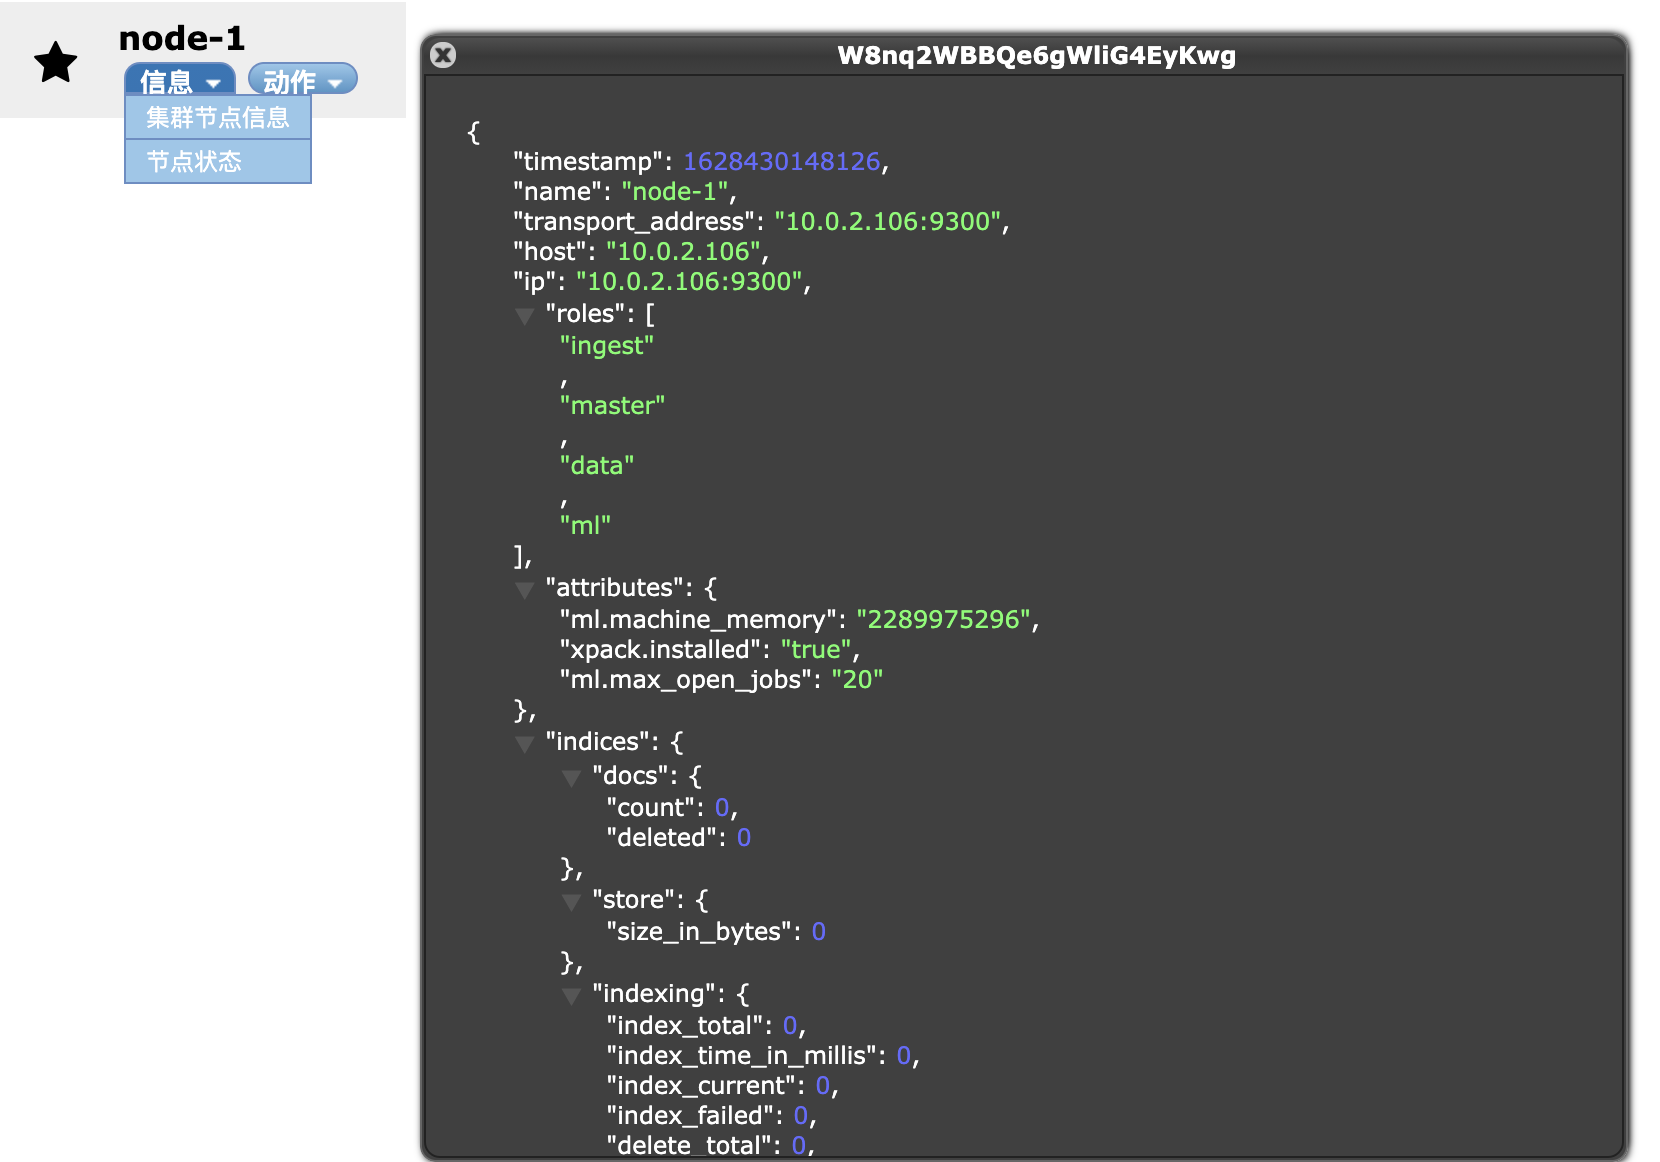 node-1
信息 动作
集群节点信息
节点状态
W8nq2WBBQe6gWliG4EyKwg
{
"timestamp": 1628430148126,
"name": "node-1",
"transport_address": "10.0.2.106:9300",
"host": "10.0.2.106",
"ip": "10.0.2.106:9300",
"roles": [
"ingest"
,
"master"
,
"data"
,
"ml"
],
"attributes": {
"ml.machine_memory": "2289975296",
"xpack.installed": "true",
"ml.max_open_jobs": "20"
},
"indices": {
"docs": {
"count": 0,
"deleted": 0
},
"store": {
"size_in_bytes": 0
},
"indexing": {
"index_total": 0,
"index_time_in_millis": 0,
"index_current": 0,
"index_failed": 0,
"delete_total": 0,